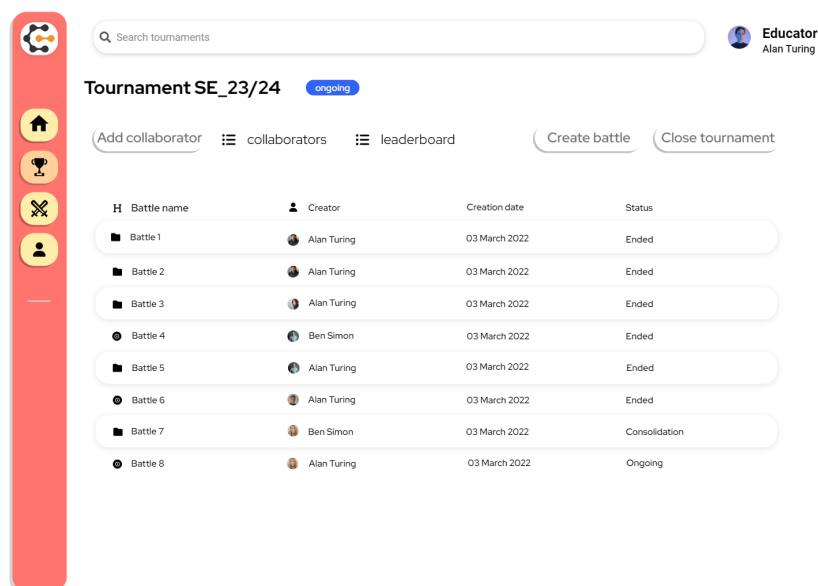 Search tournaments
Educator
Alan Turing
Tournament SE_23/24 ongoing
Add collaborator collaborators leaderboard Create battle Close tournament
H Battle name Creator Creation date Status
Battle 1 Alan Turing 03 March 2022 Ended
Battle 2 Alan Turing 03 March 2022 Ended
Battle 3 Alan Turing 03 March 2022 Ended
Battle 4 Ben Simon 03 March 2022 Ended
Battle 5 Alan Turing 03 March 2022 Ended
Battle 6 Alan Turing 03 March 2022 Ended
Battle 7 Ben Simon 03 March 2022 Consolidation
Battle 8 Alan Turing 03 March 2022 Ongoing